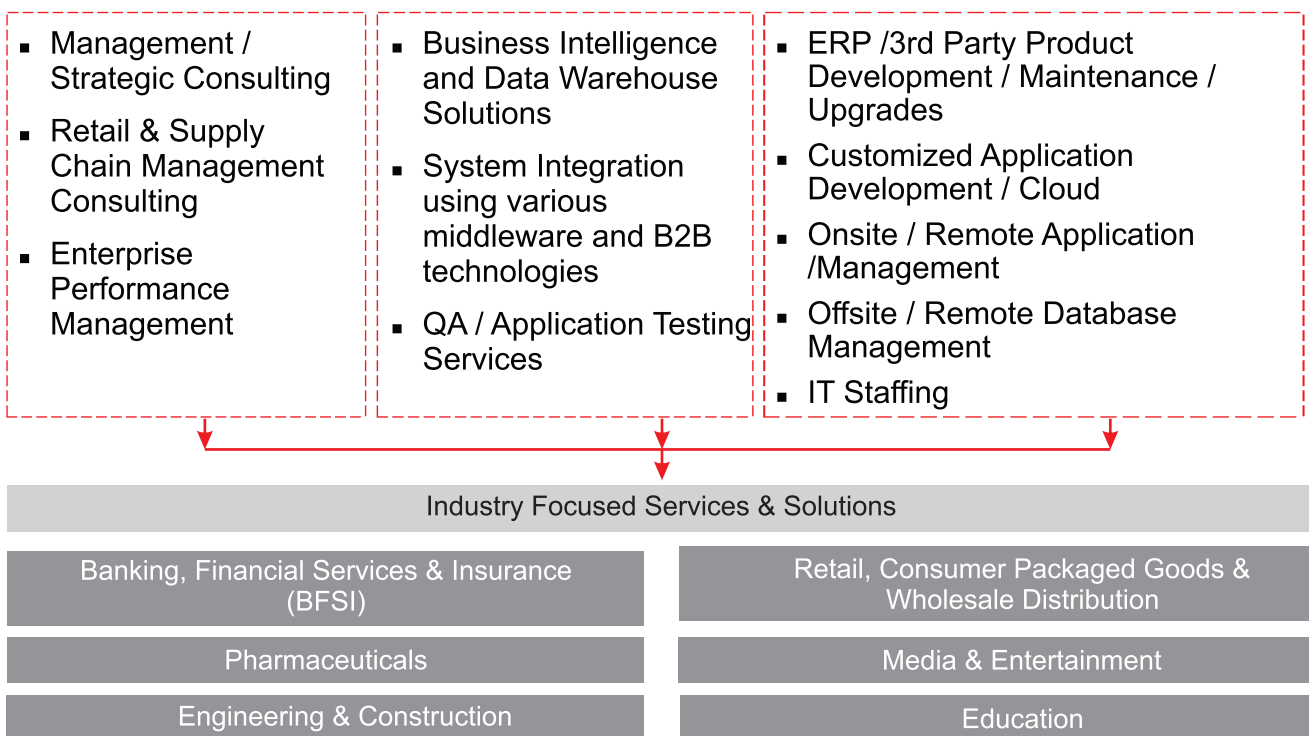 Management /
Strategic Consulting
Retail & Supply
Chain Management
Consulting
Enterprise
Performance
Management
Business Intelligence
and Data Warehouse
Solutions
System Integration
using various
middleware and B2B
technologies
QA / Application Testing
Services
ERP /3rd Party Product
Development / Maintenance /
Upgrades
Customized Application
Development / Cloud
Onsite / Remote Application
/Management
Offsite / Remote Database
Management
IT Staffing
Industry Focused Services & Solutions
Banking, Financial Services & Insurance
(BFSI)
Retail, Consumer Packaged Goods &
Wholesale Distribution
Pharmaceuticals
Media & Entertainment
Engineering & Construction
Education